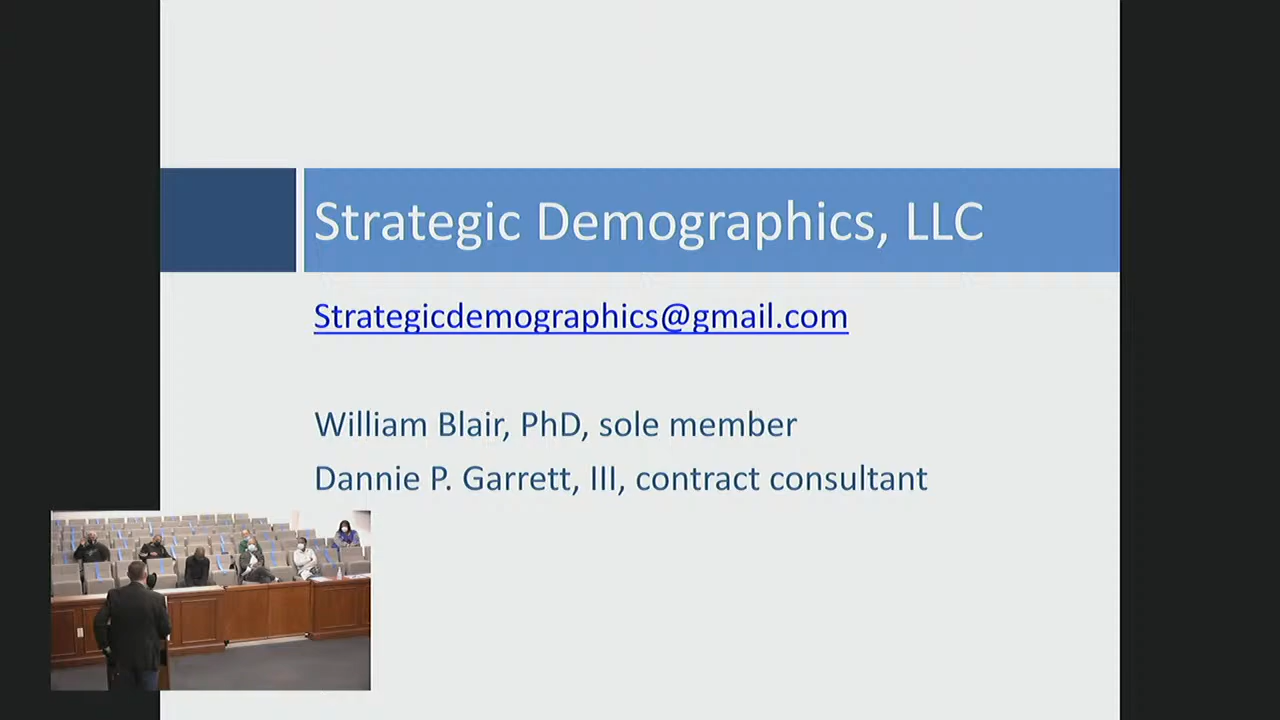 Strategic Demographics, LLC
Strategicdemographics@gmail.com
William Blair, PhD, sole member
Dannie P. Garrett, III, contract consultant